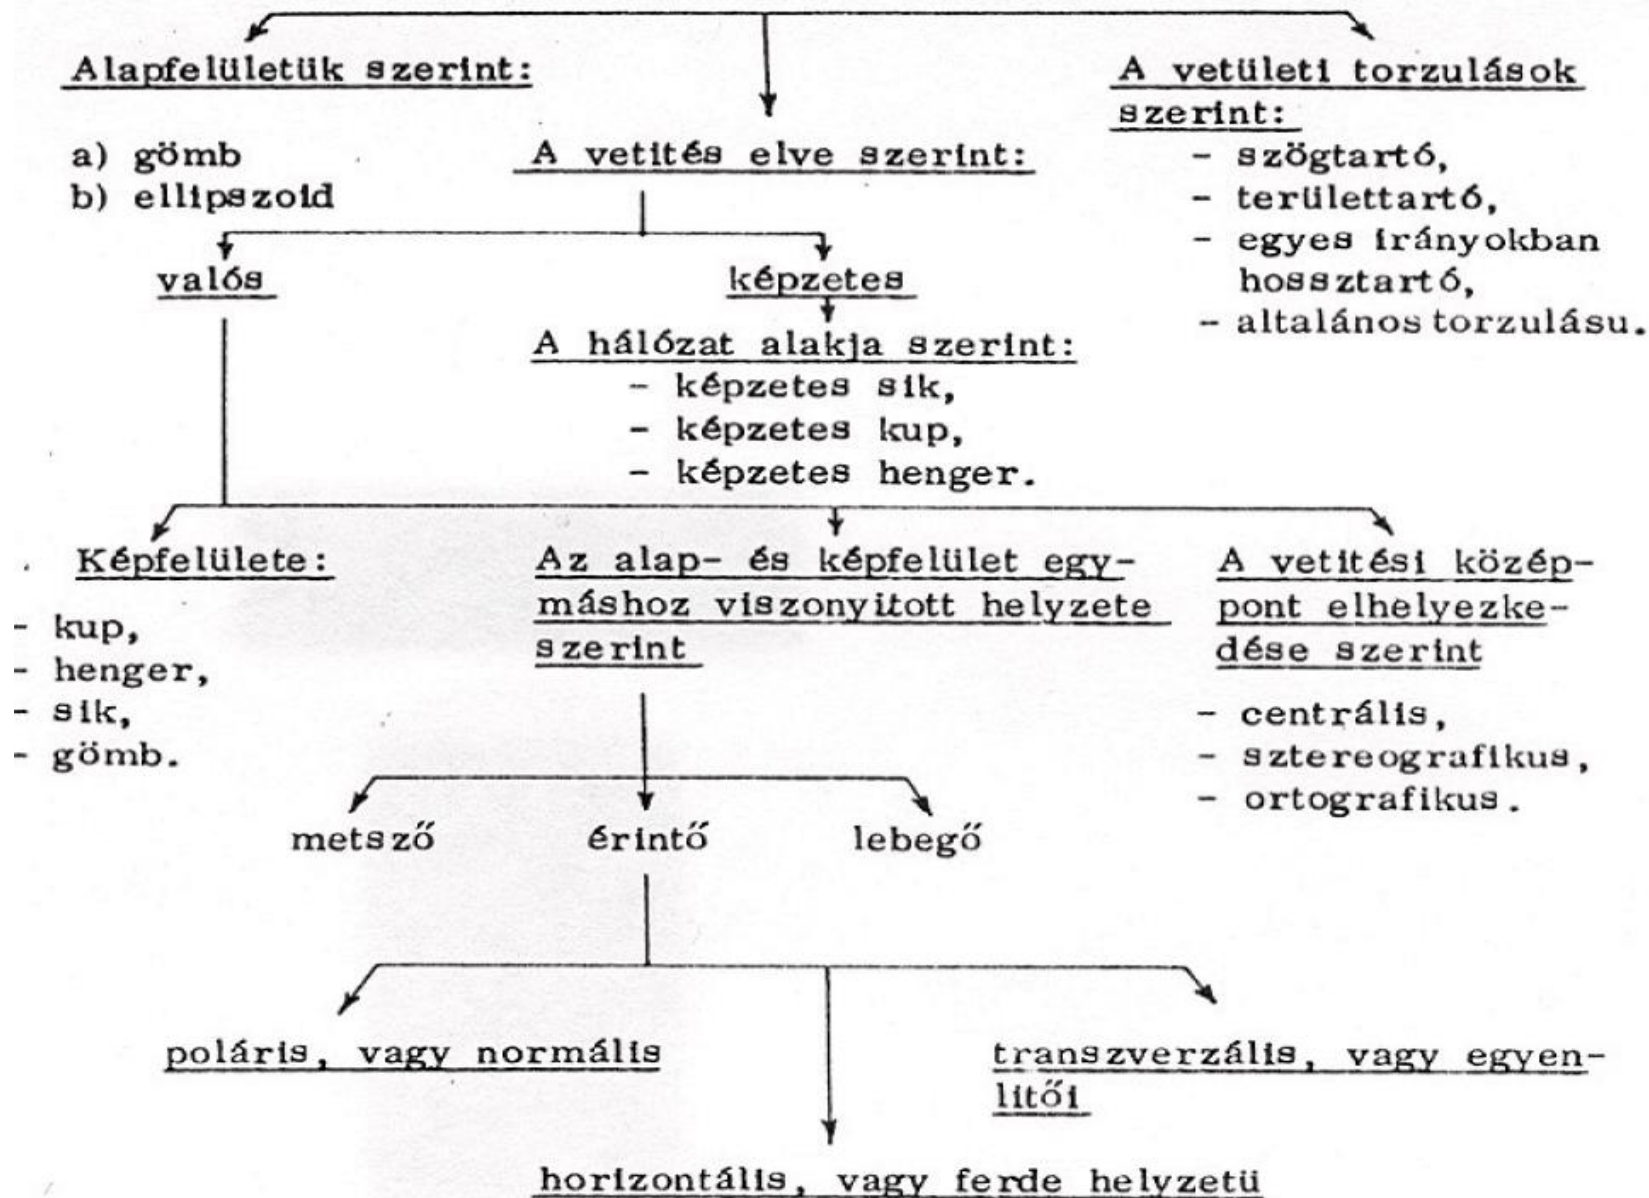 Alapfelületük szerint:
a) gömb
b) ellipszoid
A vetités elve szerint:
A vetületi torzulások
szerint:
- szögtartó,
- területtartó,
- egyes irányokban
hossztartó,
- altalános torzulásu.
valós
képzetes
A hálózat alakja szerint:
- képzetes sik,
- képzetes kup,
- képzetes henger.
Képfelülete:
- kup,
- henger,
- sik,
- gömb.
Az alap- és képfelület egy-
máshoz viszonyitott helyzete
szerint
A vetitési közép-
pont elhelyezke-
dése szerint
- centrális,
- sztereografikus,
- ortografikus.
metsző
érintő
lebegő
poláris, vagy normális
transzverzális, vagy egyen-
litői
horizontális, vagy ferde helyzetü